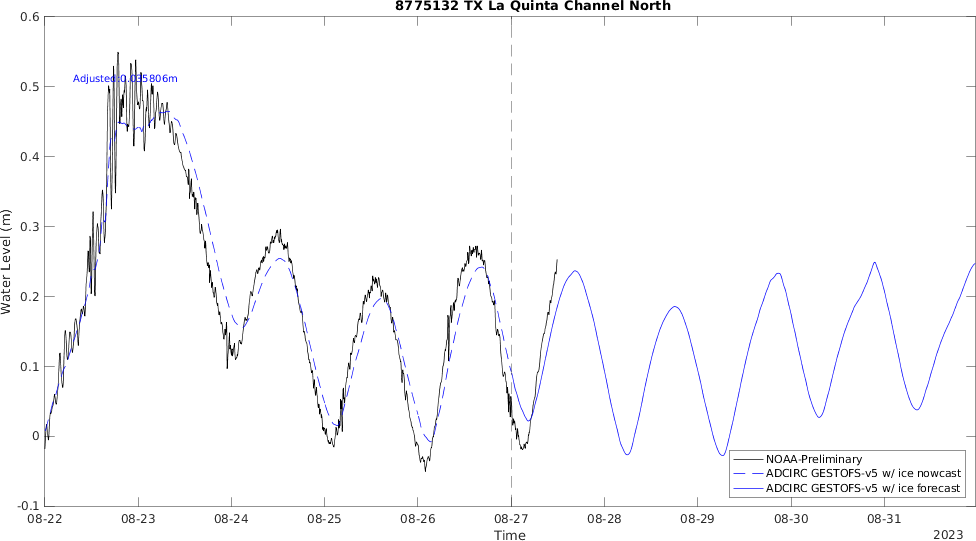 8775132 TX La Quinta Channel North
0.6
0.5
0.4
0.3
0.2
0.1
0
-0.1
Water Level (m)
Adjusted:0.035806m
08-22 08-23 08-24 08-25 08-26 08-27 08-28 08-29 08-30 08-31
Time
2023
NOAA-Preliminary
ADCIRC GESTOFS-v5 w/ ice nowcast
ADCIRC GESTOFS-v5 w/ ice forecast